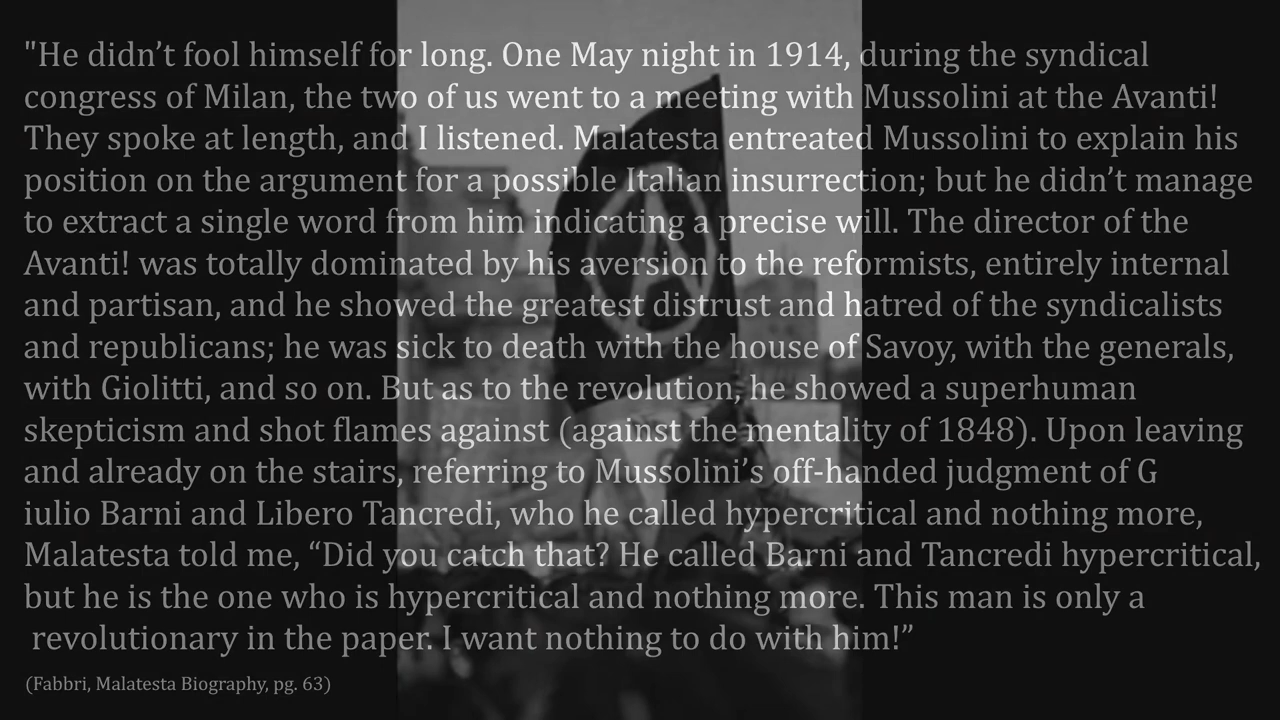 "He didn’t fool himself for long. One May night in 1914, during the syndical
congress of Milan, the two of us went to a meeting with Mussolini at the Avanti!
They spoke at length, and I listened. Malatesta entreated Mussolini to explain his
position on the argument for a possible Italian insurrection; but he didn’t manage
to extract a single word from him indicating a precise will. The director of the
Avanti! was totally dominated by his aversion to the reformists, entirely internal
and partisan, and he showed the greatest distrust and hatred of the syndicalists
and republicans; he was sick to death with the house of Savoy, with the generals,
with Giolitti, and so on. But as to the revolution, he showed a superhuman
skepticism and shot flames against (against the mentality of 1848). Upon leaving
and already on the stairs, referring to Mussolini’s off-handed judgment of G
iulio Barni and Libero Tancredi, who he called hypercritical and nothing more,
Malatesta told me, “Did you catch that? He called Barni and Tancredi hypercritical,
but he is the one who is hypercritical and nothing more. This man is only a
revolutionary in the paper. I want nothing to do with him!”
(Fabbri, Malatesta Biography, pg. 63)